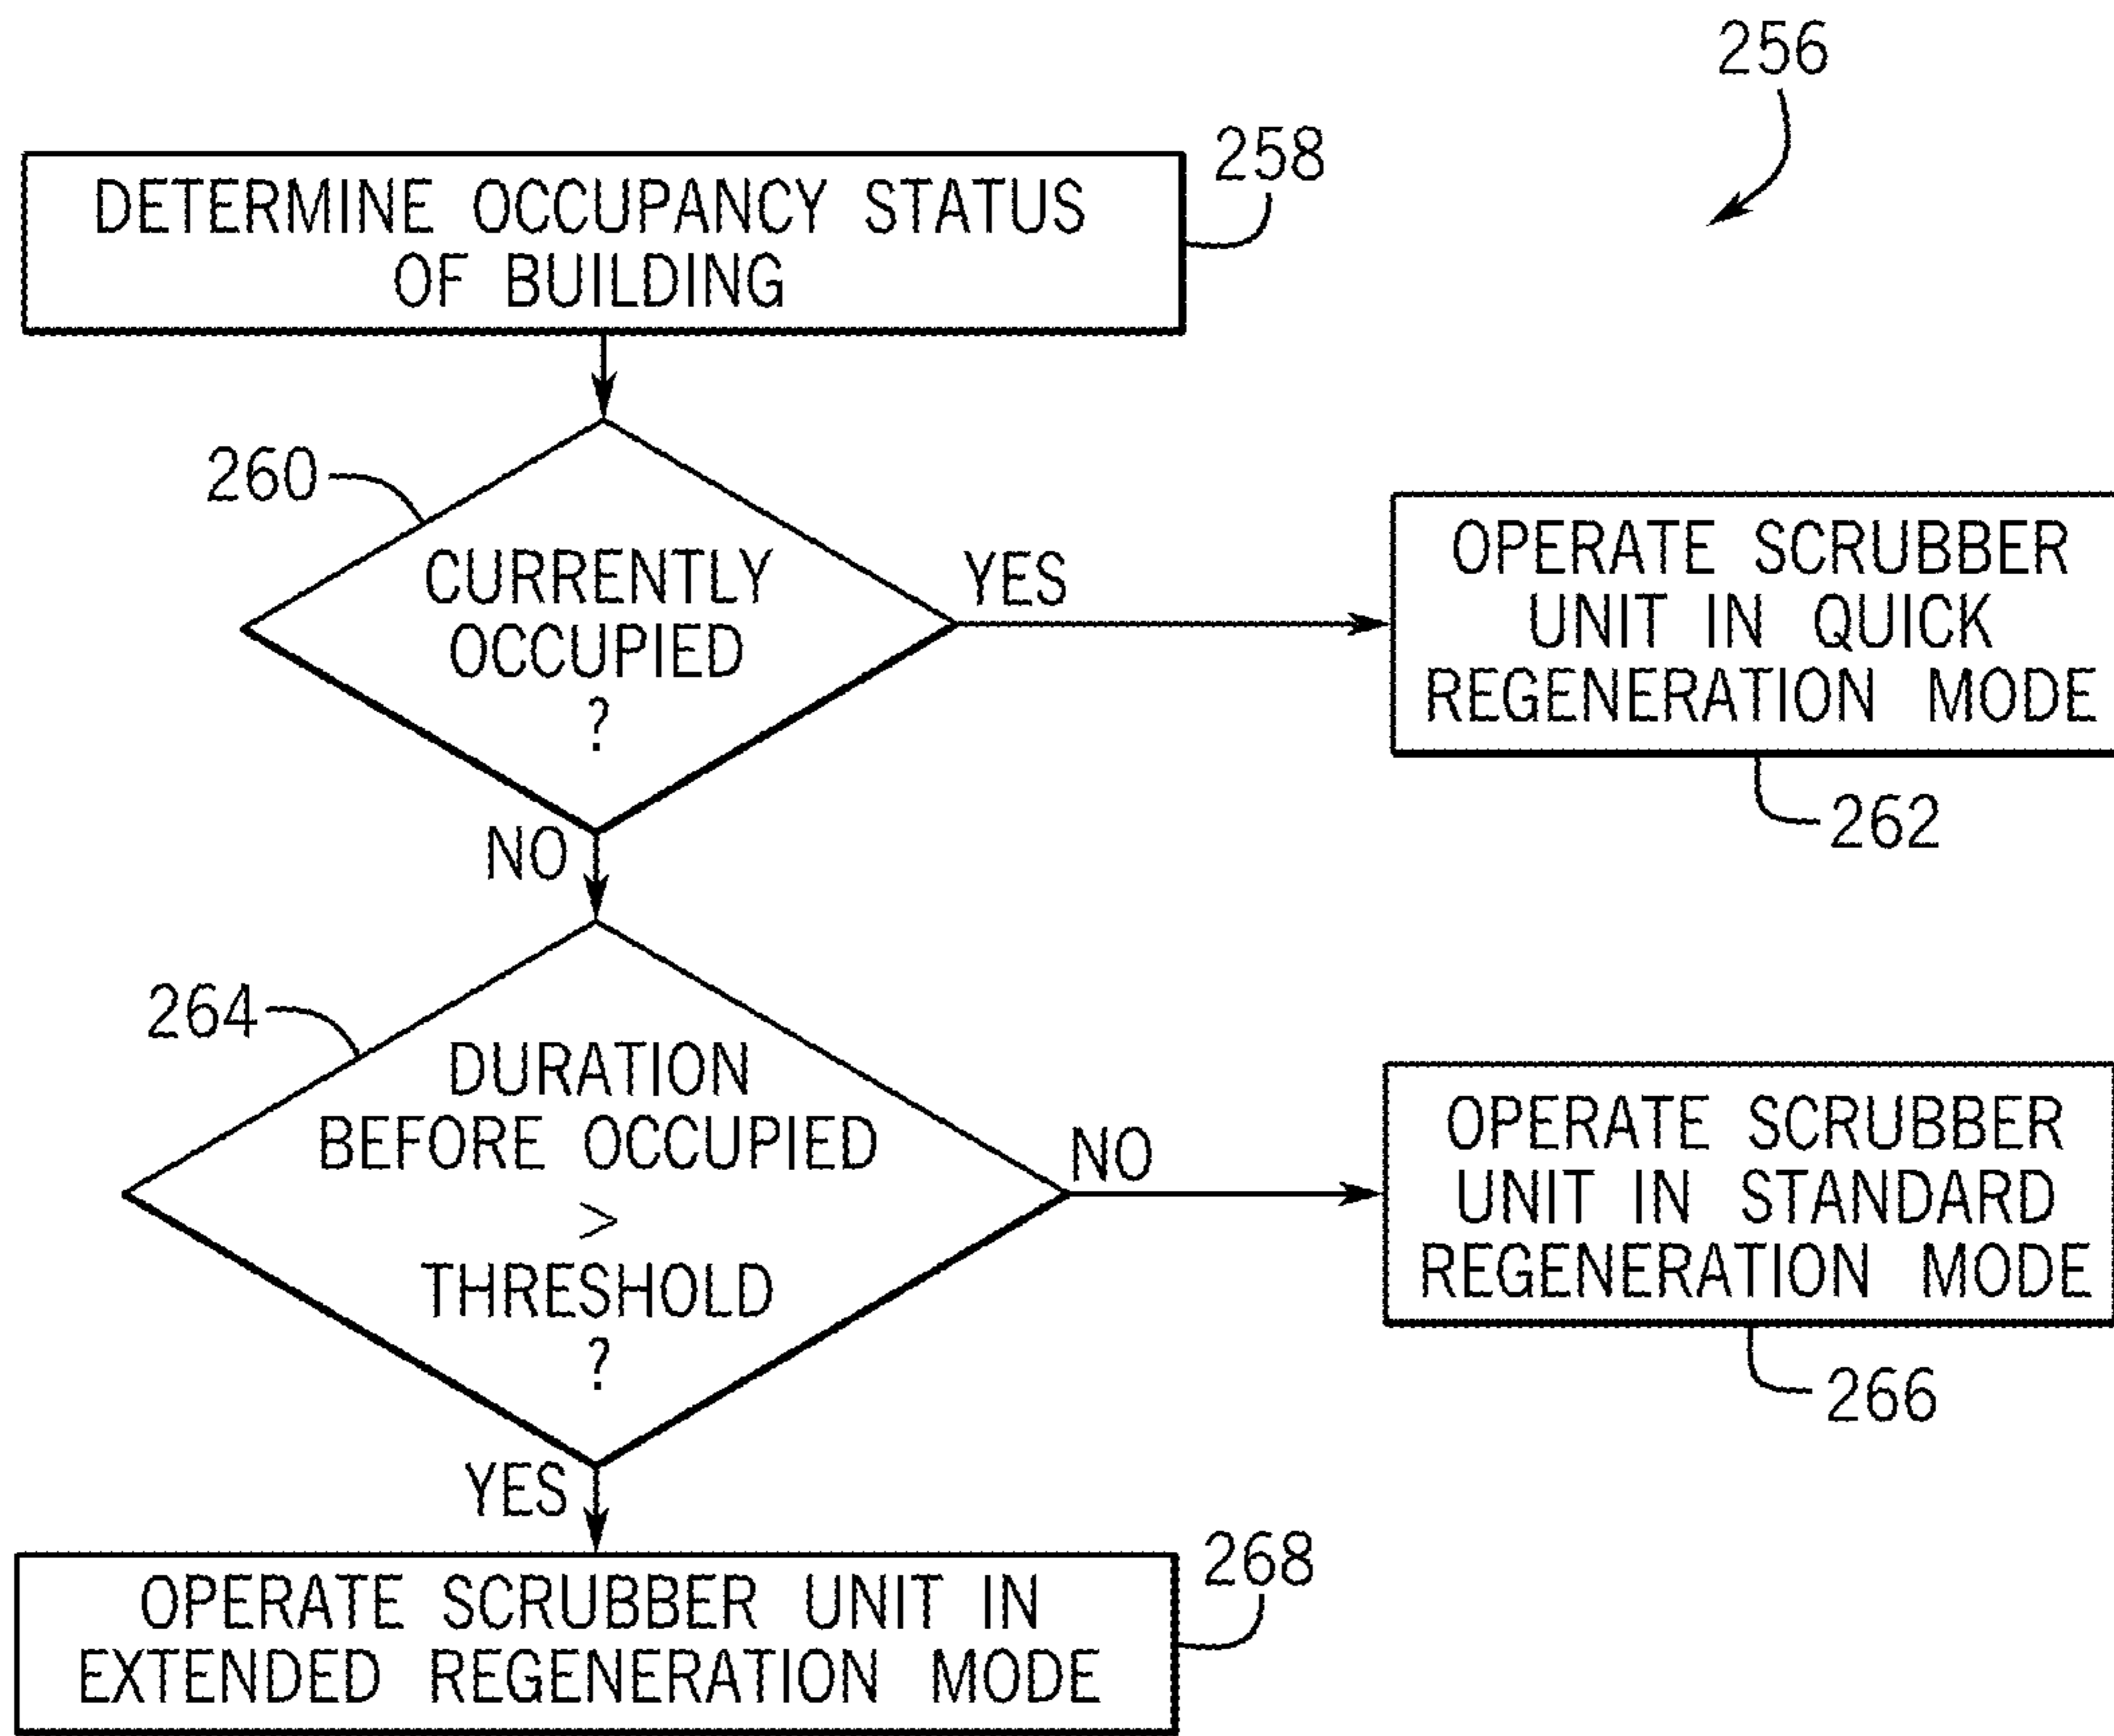 256
258
DETERMINE OCCUPANCY STATUS
OF BUILDING
260
CURRENTLY
OCCUPIED
?
YES
OPERATE SCRUBBER
UNIT IN QUICK
REGENERATION MODE
262
NO
264
DURATION
BEFORE OCCUPIED
>
THRESHOLD
?
NO
OPERATE SCRUBBER
UNIT IN STANDARD
REGENERATION MODE
266
YES
268
OPERATE SCRUBBER UNIT IN
EXTENDED REGENERATION MODE